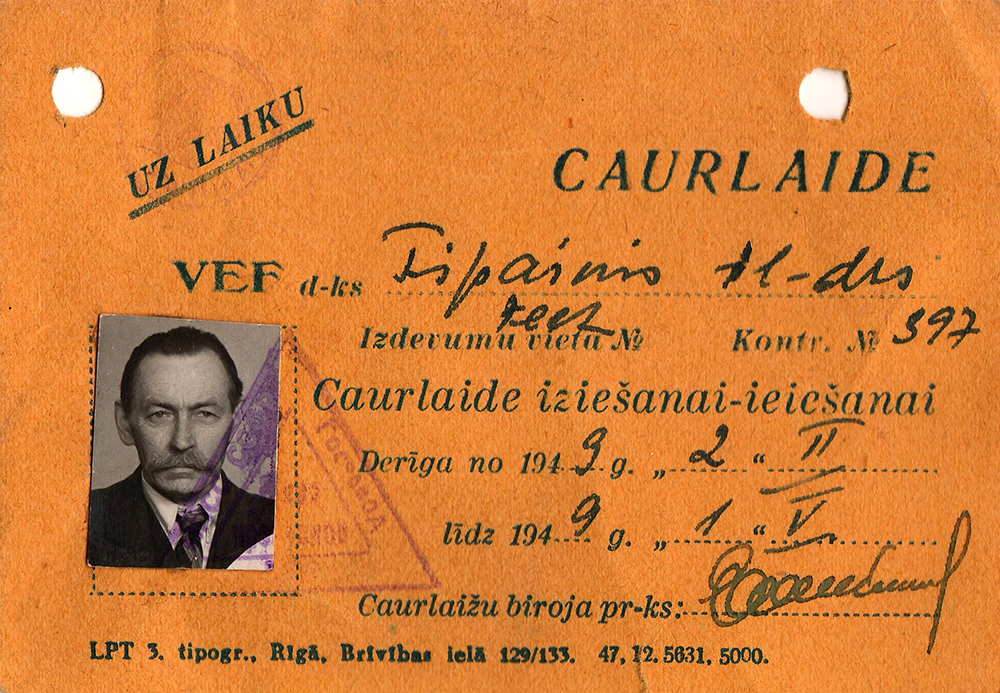 UZ LAIKU
CAURLAIDE
VEF d-ks Tipainis Al-drs
Izdevumu vieta № Kontr. № 397
Caurlaide iziešanai-ieiešanai
Derīga no 1949 g. „ 2 “ II
līdz 1949 g. „ 1 “ V
Caurlaižu biroja pr-ks:
LPT 3. tipogr., Rīgā, Brīvības ielā 129/133. 47, 12. 5631, 5000.